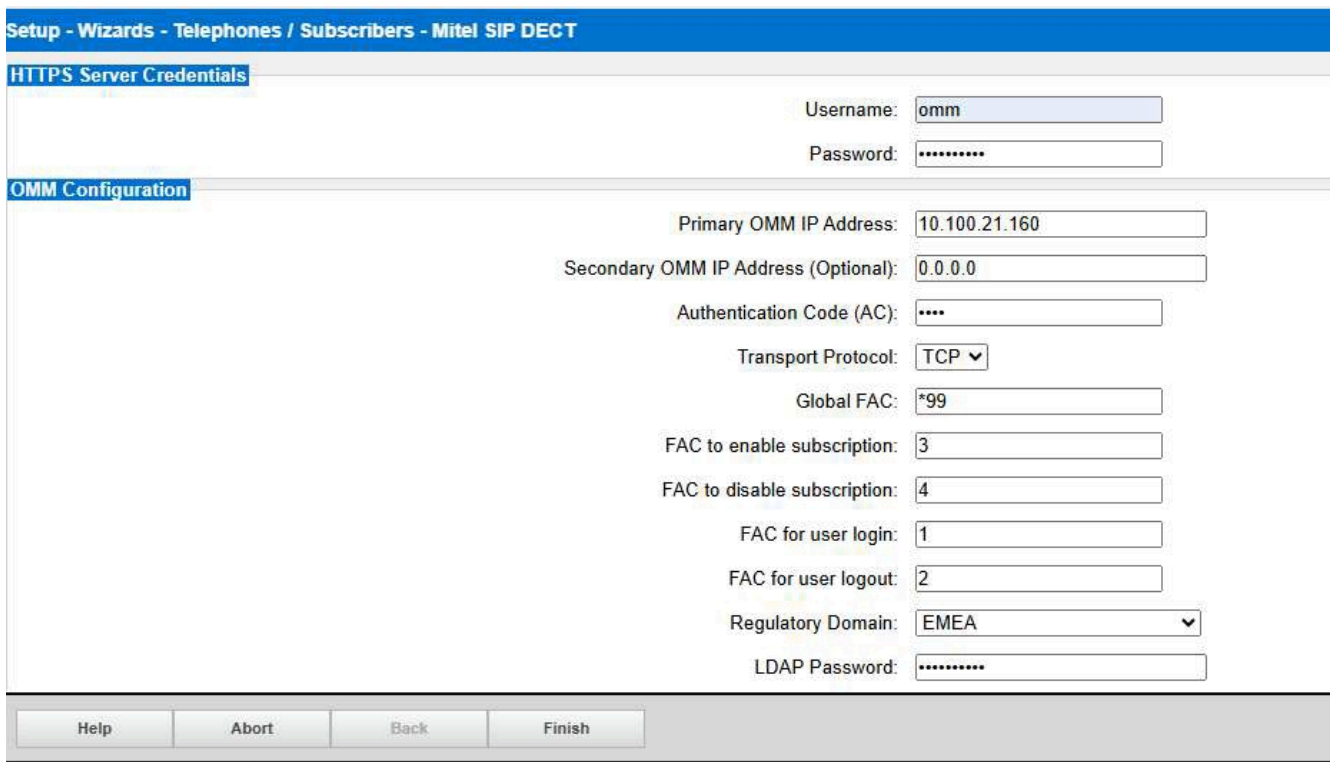 Setup - Wizards - Telephones / Subscribers - Mitel SIP DECT
HTTPS Server Credentials
Username: omm
Password: ••••••••••
OMM Configuration
Primary OMM IP Address: 10.100.21.160
Secondary OMM IP Address (Optional): 0.0.0.0
Authentication Code (AC): ••••
Transport Protocol: TCP
Global FAC: *99
FAC to enable subscription: 3
FAC to disable subscription: 4
FAC for user login: 1
FAC for user logout: 2
Regulatory Domain: EMEA
LDAP Password: ••••••••••
Help Abort Back Finish